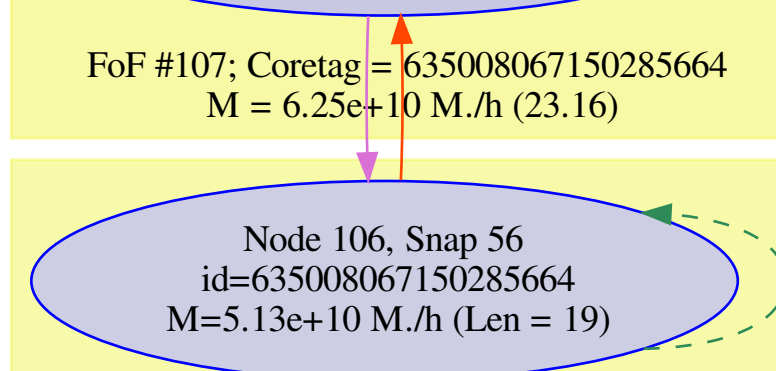 FoF #107; Coretag = 635008067150285664
M = 6.25e+10 M./h (23.16)
Node 106, Snap 56
id=635008067150285664
M=5.13e+10 M./h (Len = 19)